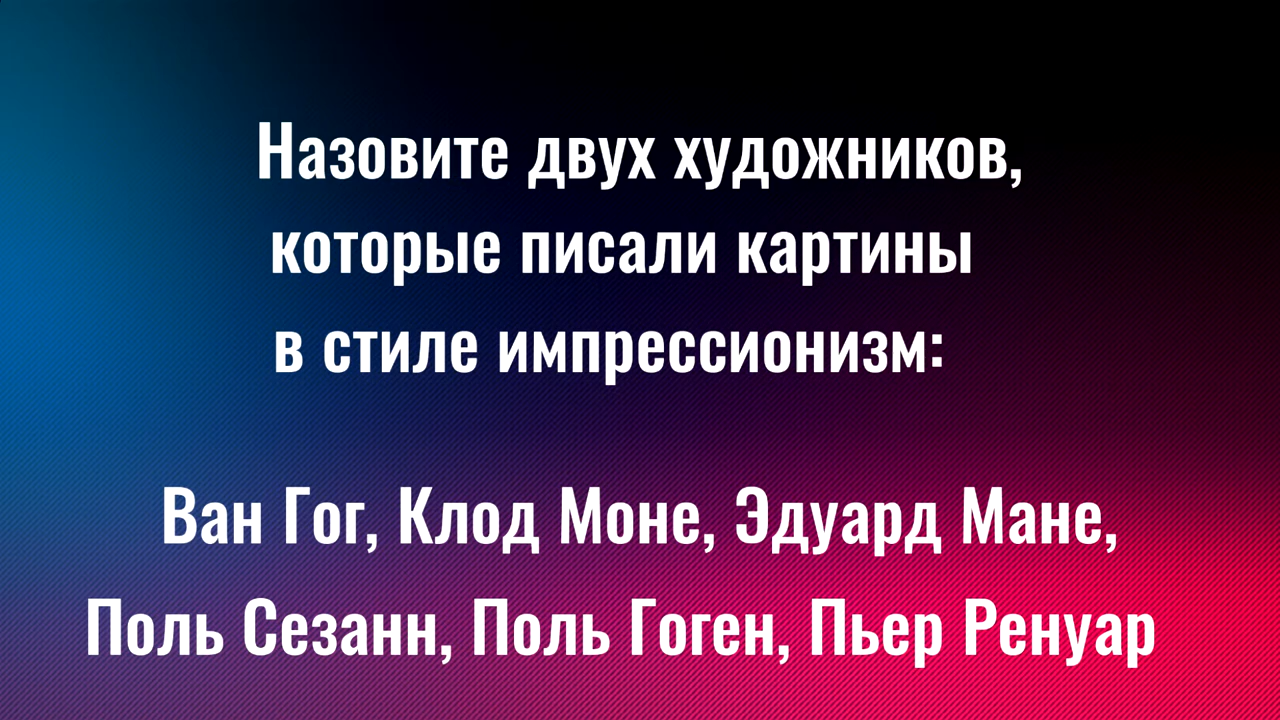 Назовите двух художников,
которые писали картины
в стиле импрессионизм:
Ван Гог, Клод Моне, Эдуард Мане,
Поль Сезанн, Поль Гоген, Пьер Ренуар